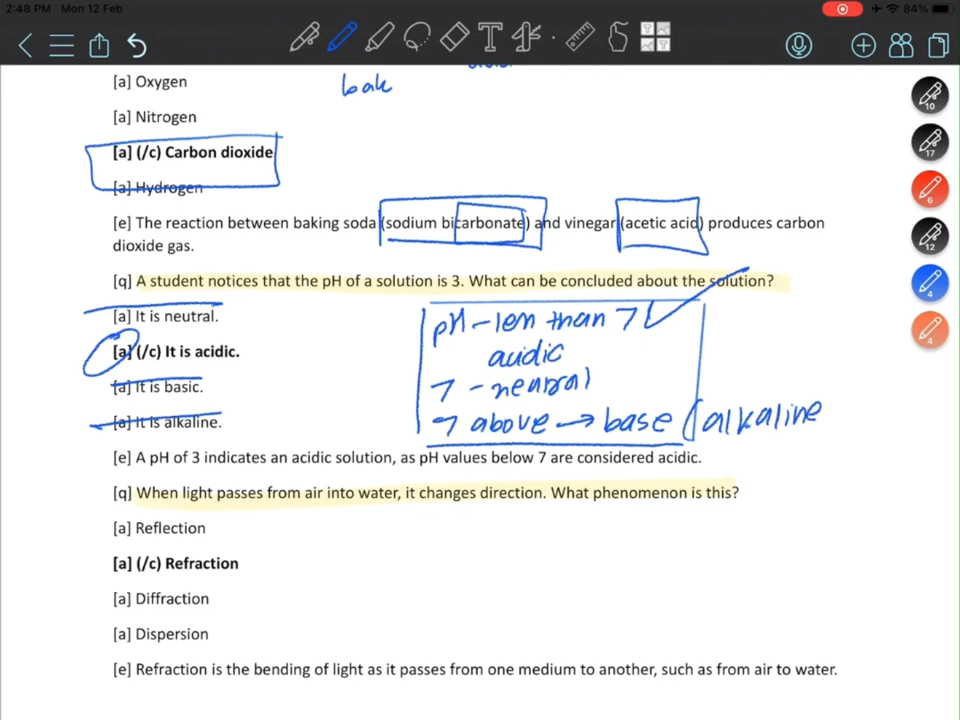 2:48 PM Mon 12 Feb
84%
T
[a] Oxygen
bak
[a] Nitrogen
[a] (/c) Carbon dioxide
[a] Hydrogen
[e] The reaction between baking soda (sodium bicarbonate) and vinegar (acetic acid) produces carbon
dioxide gas.
[q] A student notices that the pH of a solution is 3. What can be concluded about the solution?
[a] It is neutral.
[a] (/c) It is acidic.
[a] It is basic.
[a] It is alkaline.
pH - less than 7
acidic
7 - neutral
7 above → base / alkaline
[e] A pH of 3 indicates an acidic solution, as pH values below 7 are considered acidic.
[q] When light passes from air into water, it changes direction. What phenomenon is this?
[a] Reflection
[a] (/c) Refraction
[a] Diffraction
[a] Dispersion
[e] Refraction is the bending of light as it passes from one medium to another, such as from air to water.
10
17
6
12
4
4